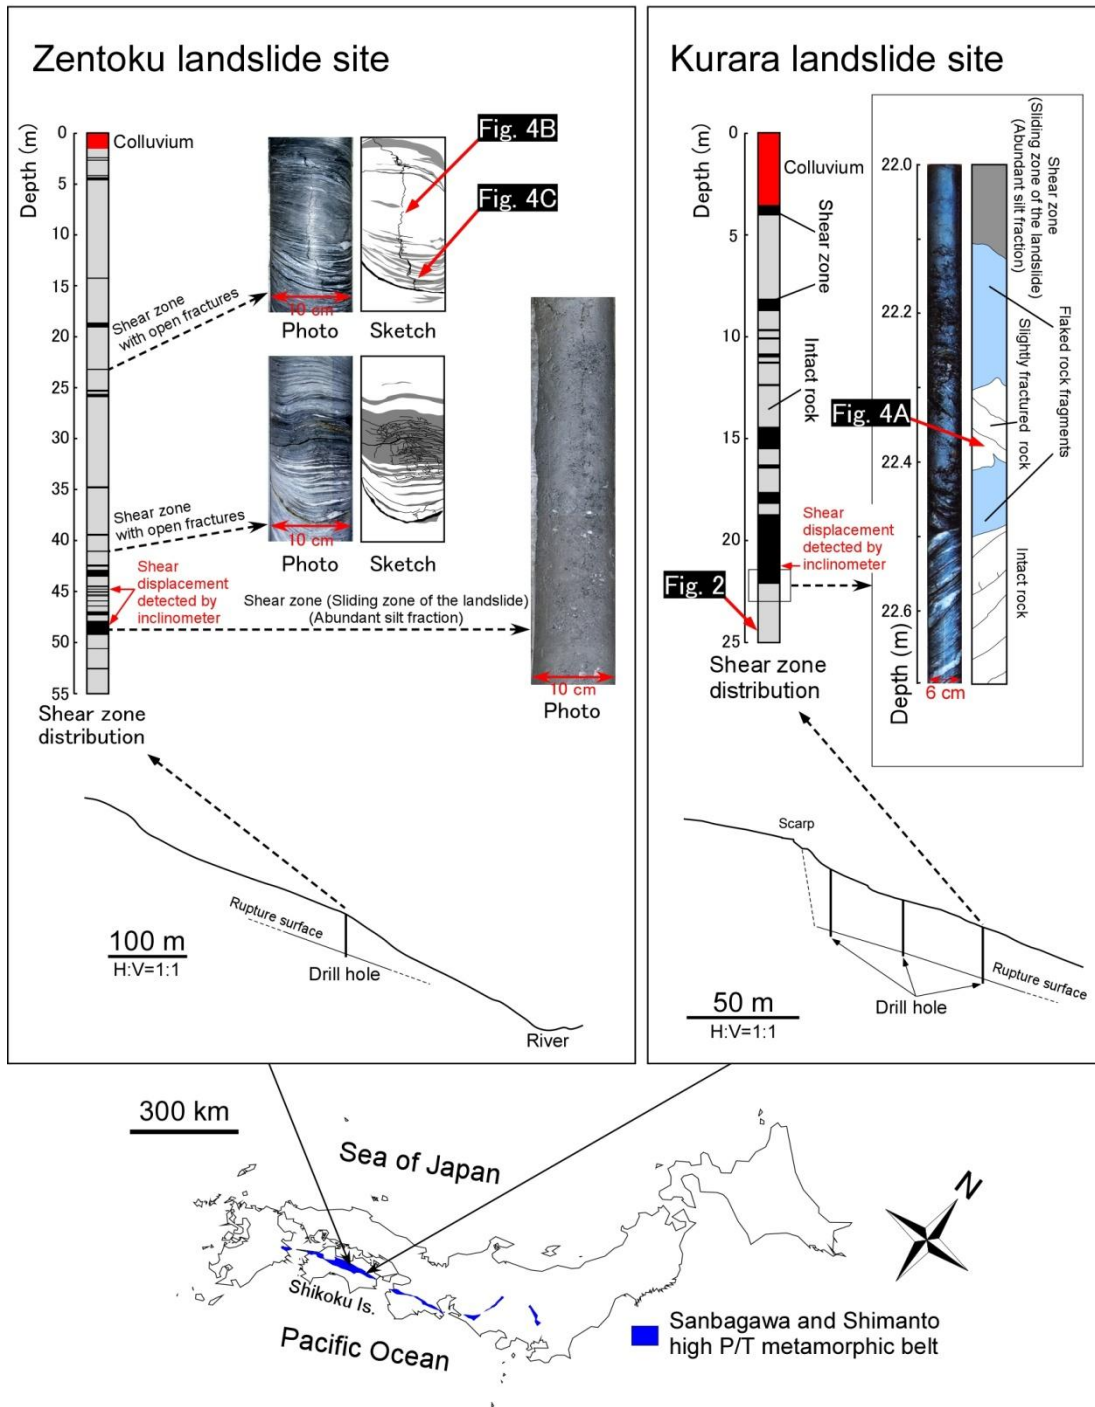 Zentoku landslide site
Depth (m)
0
5
10
15
20
25
30
35
40
45
50
55
Colluvium
Shear zone
with open fractures
Shear zone
with open fractures
Shear
displacement
detected by
inclinometer
Shear zone (Sliding zone of the landslide)
(Abundant silt fraction)
10 cm
Photo
Sketch
Fig. 4B
Fig. 4C
10 cm
Photo
Sketch
10 cm
Photo
Shear zone
distribution
Rupture surface
Drill hole
100 m
H:V=1:1
River
Kurara landslide site
Depth (m)
0
5
10
15
20
25
Colluvium
Shear zone
Intact rock
Shear
displacement
detected by
inclinometer
Fig. 2
Shear zone
distribution
22.0
22.2
22.4
22.6
Depth (m)
6 cm
Fig. 4A
Shear zone
(Sliding zone of the landslide)
(Abundant silt fraction)
Flaked rock fragments
Slightly fractured rock
Intact rock
Scarp
Rupture surface
Drill hole
50 m
H:V=1:1
300 km
Sea of Japan
N
Shikoku Is.
Pacific Ocean
Sanbagawa and Shimanto
high P/T metamorphic belt